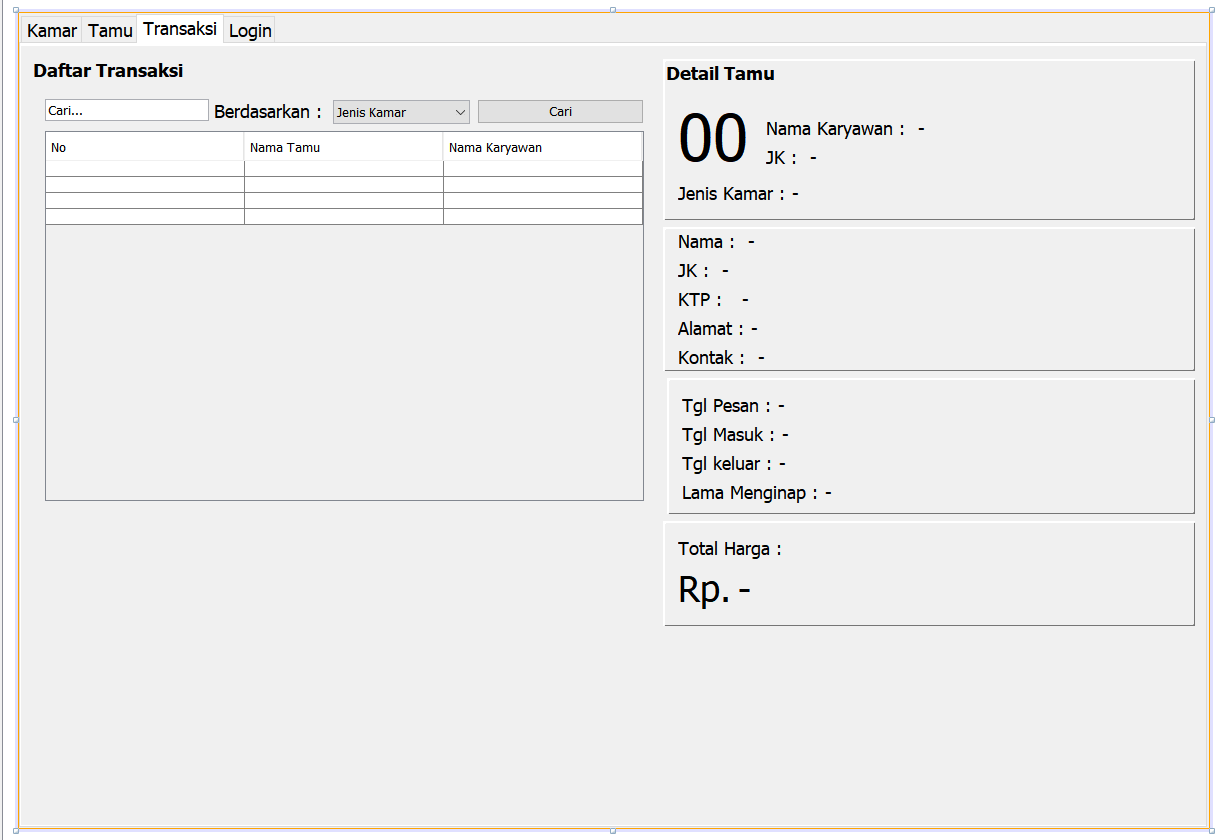 Kamar Tamu Transaksi Login
Daftar Transaksi
Cari... Berdasarkan : Jenis Kamar Cari
No Nama Tamu Nama Karyawan
Detail Tamu
00
Nama Karyawan : -
JK : -
Jenis Kamar : -
Nama : -
JK : -
KTP : -
Alamat : -
Kontak : -
Tgl Pesan : -
Tgl Masuk : -
Tgl keluar : -
Lama Menginap : -
Total Harga :
Rp. -